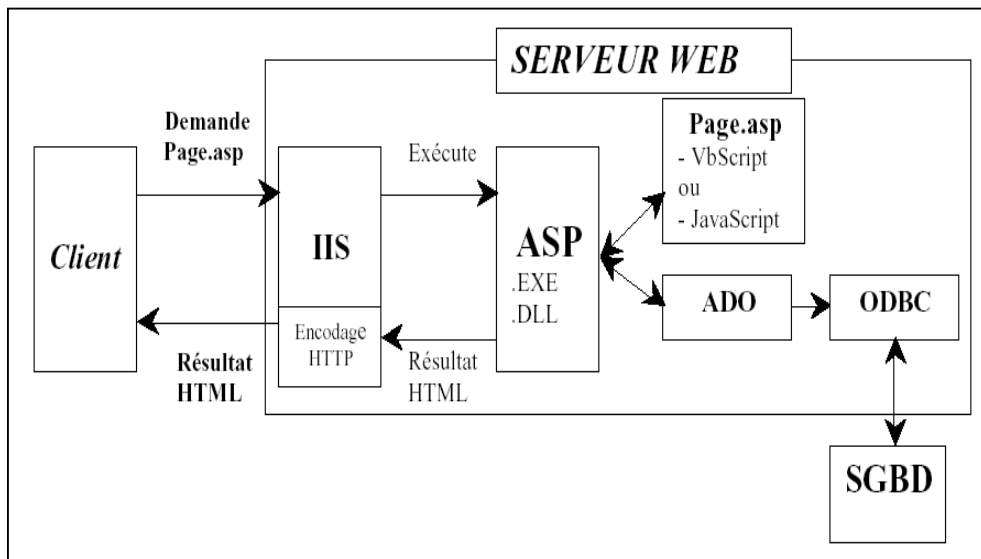 SERVEUR WEB
Demande
Page.asp
Client
Résultat
HTML
IIS
Encodage
HTTP
Exécute
Résultat
HTML
ASP
.EXE
.DLL
Page.asp
- VbScript
ou
- JavaScript
ADO
ODBC
SGBD